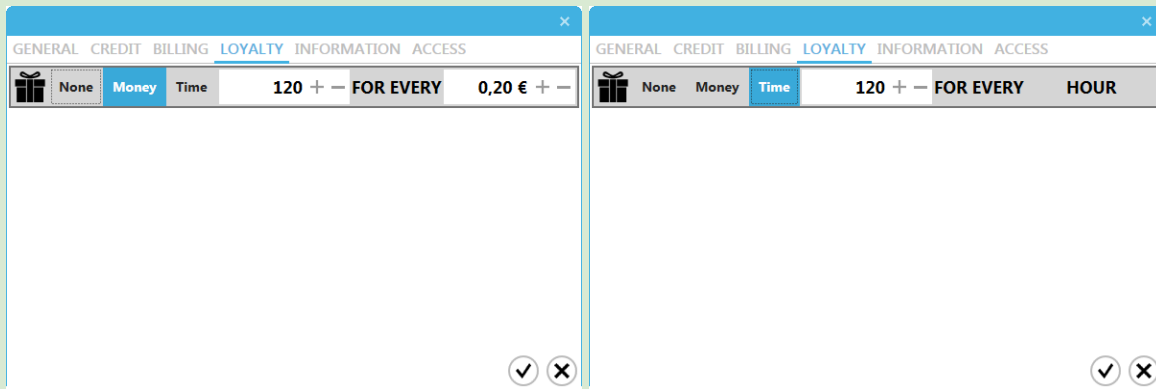 GENERAL CREDIT BILLING LOYALTY INFORMATION ACCESS
None Money Time 120 + − FOR EVERY 0,20 € + −
GENERAL CREDIT BILLING LOYALTY INFORMATION ACCESS
None Money Time 120 + − FOR EVERY HOUR